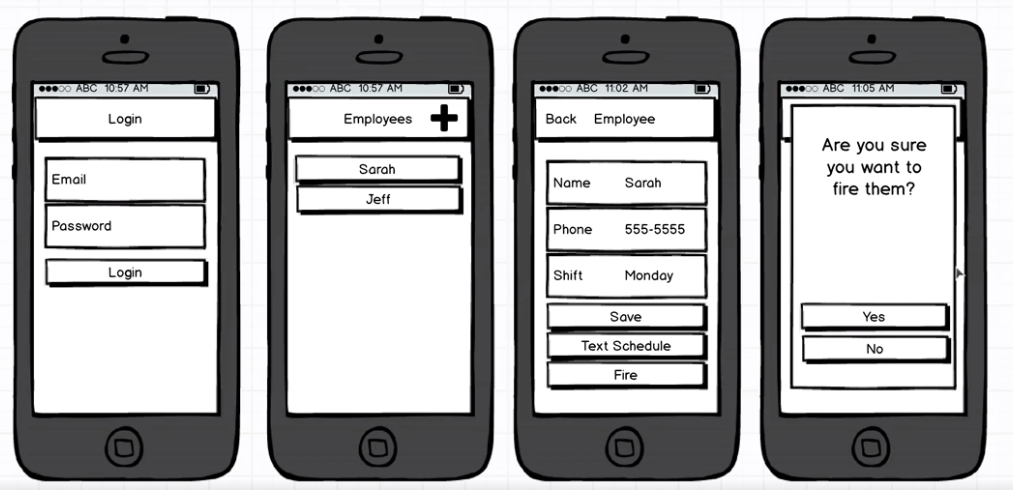 ABC 10:57 AM
Login
Email
Password
Login
ABC 10:57 AM
Employees
Sarah
Jeff
ABC 11:02 AM
Back Employee
Name Sarah
Phone 555-5555
Shift Monday
Save
Text Schedule
Fire
ABC 11:05 AM
Are you sure
you want to
fire them?
Yes
No